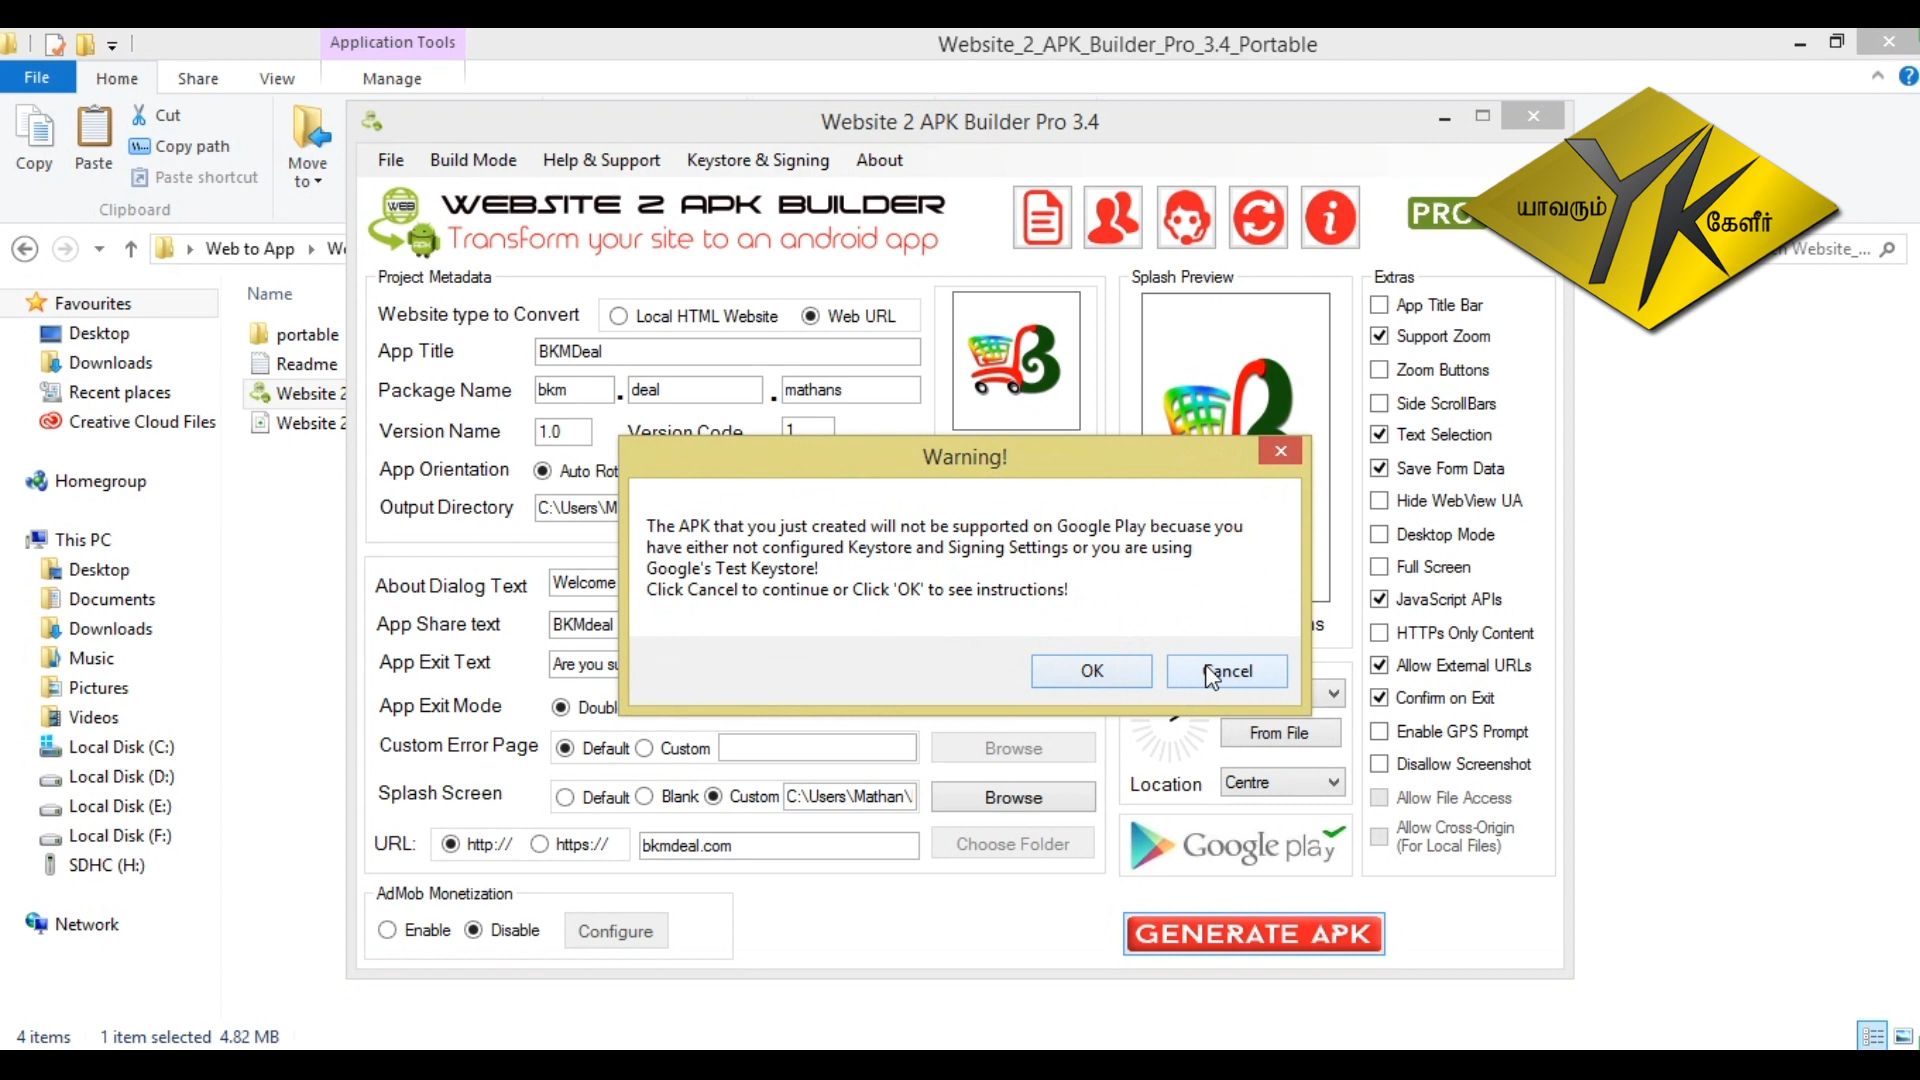 Application Tools
Website_2_APK_Builder_Pro_3.4_Portable
File
Home
Share
View
Manage
Copy
Paste
Cut
Copy path
Paste shortcut
Move
to
Clipboard
Web to App
Website_...
Favourites
Desktop
Downloads
Recent places
Creative Cloud Files
Homegroup
This PC
Desktop
Documents
Downloads
Music
Pictures
Videos
Local Disk (C:)
Local Disk (D:)
Local Disk (E:)
Local Disk (F:)
SDHC (H:)
Network
Name
portable
Readme
Website 2
Website 2
4 items 1 item selected 4.82 MB
Website 2 APK Builder Pro 3.4
File Build Mode Help & Support Keystore & Signing About
WEB
APK
WEBSITE 2 APK BUILDER
Transform your site to an android app
PRO
யாவரும்
YK
கேளீர்
Project Metadata
Website type to Convert
Local HTML Website
Web URL
App Title
BKMDeal
Package Name
bkm . deal . mathans
Version Name
1.0
Version Code
1
App Orientation
Auto Rot
Output Directory
C:\Users\M
About Dialog Text
Welcome
App Share text
BKMdeal
App Exit Text
Are you su
App Exit Mode
Doubl
Custom Error Page
Default
Custom
Browse
Splash Screen
Default
Blank
Custom
C:\Users\Mathan\
Browse
URL:
http://
https://
bkmdeal.com
Choose Folder
AdMob Monetization
Enable
Disable
Configure
Splash Preview
From File
Location
Centre
Google play
GENERATE APK
Extras
App Title Bar
Support Zoom
Zoom Buttons
Side ScrollBars
Text Selection
Save Form Data
Hide WebView UA
Desktop Mode
Full Screen
JavaScript APIs
HTTPs Only Content
Allow External URLs
Confirm on Exit
Enable GPS Prompt
Disallow Screenshot
Allow File Access
Allow Cross-Origin
(For Local Files)
Warning!
The APK that you just created will not be supported on Google Play becuase you
have either not configured Keystore and Signing Settings or you are using
Google's Test Keystore!
Click Cancel to continue or Click 'OK' to see instructions!
OK
Cancel